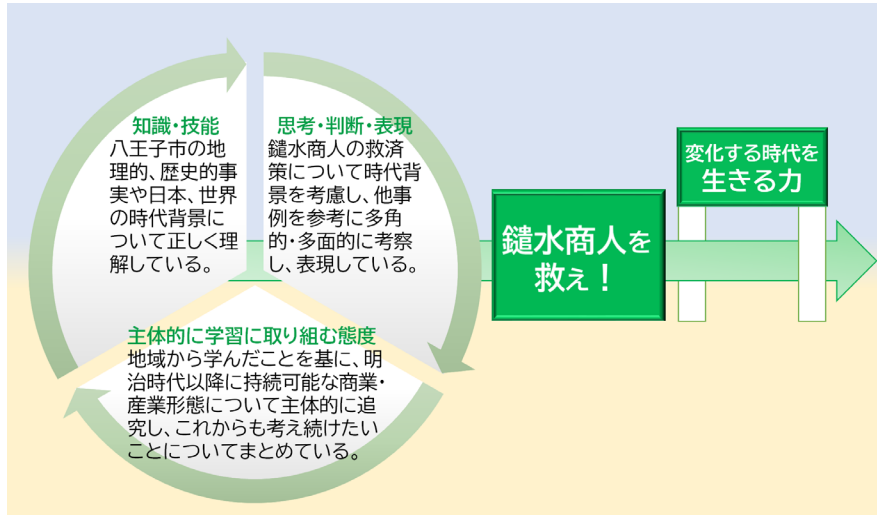 知識・技能
八王子市の地
理的、歴史的事
実や日本、世界
の時代背景に
ついて正しく理
解している。
思考・判断・表現
鑓水商人の救済
策について時代背
景を考慮し、他事
例を参考に多角
的・多面的に考察
し、表現している。
主体的に学習に取り組む態度
地域から学んだことを基に、明
治時代以降に持続可能な商業・
産業形態について主体的に追
究し、これからも考え続けたい
ことについてまとめている。
鑓水商人を
救え！
変化する時代を
生きる力